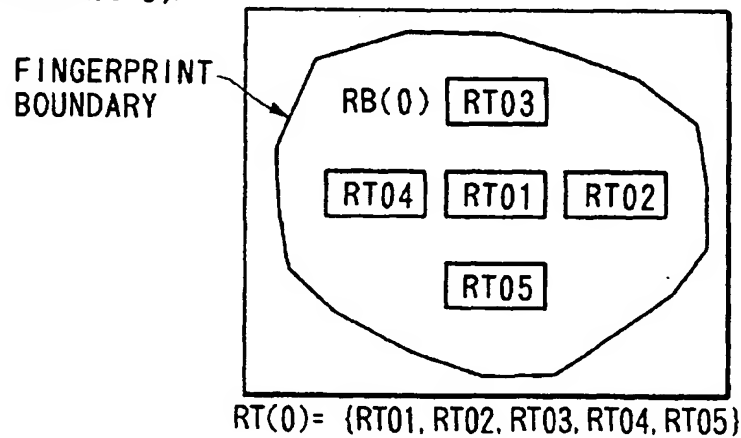 FINGERPRINT
BOUNDARY
RB(0) RT03
RT04 RT01 RT02
RT05
RT(0)= {RT01, RT02, RT03, RT04, RT05}